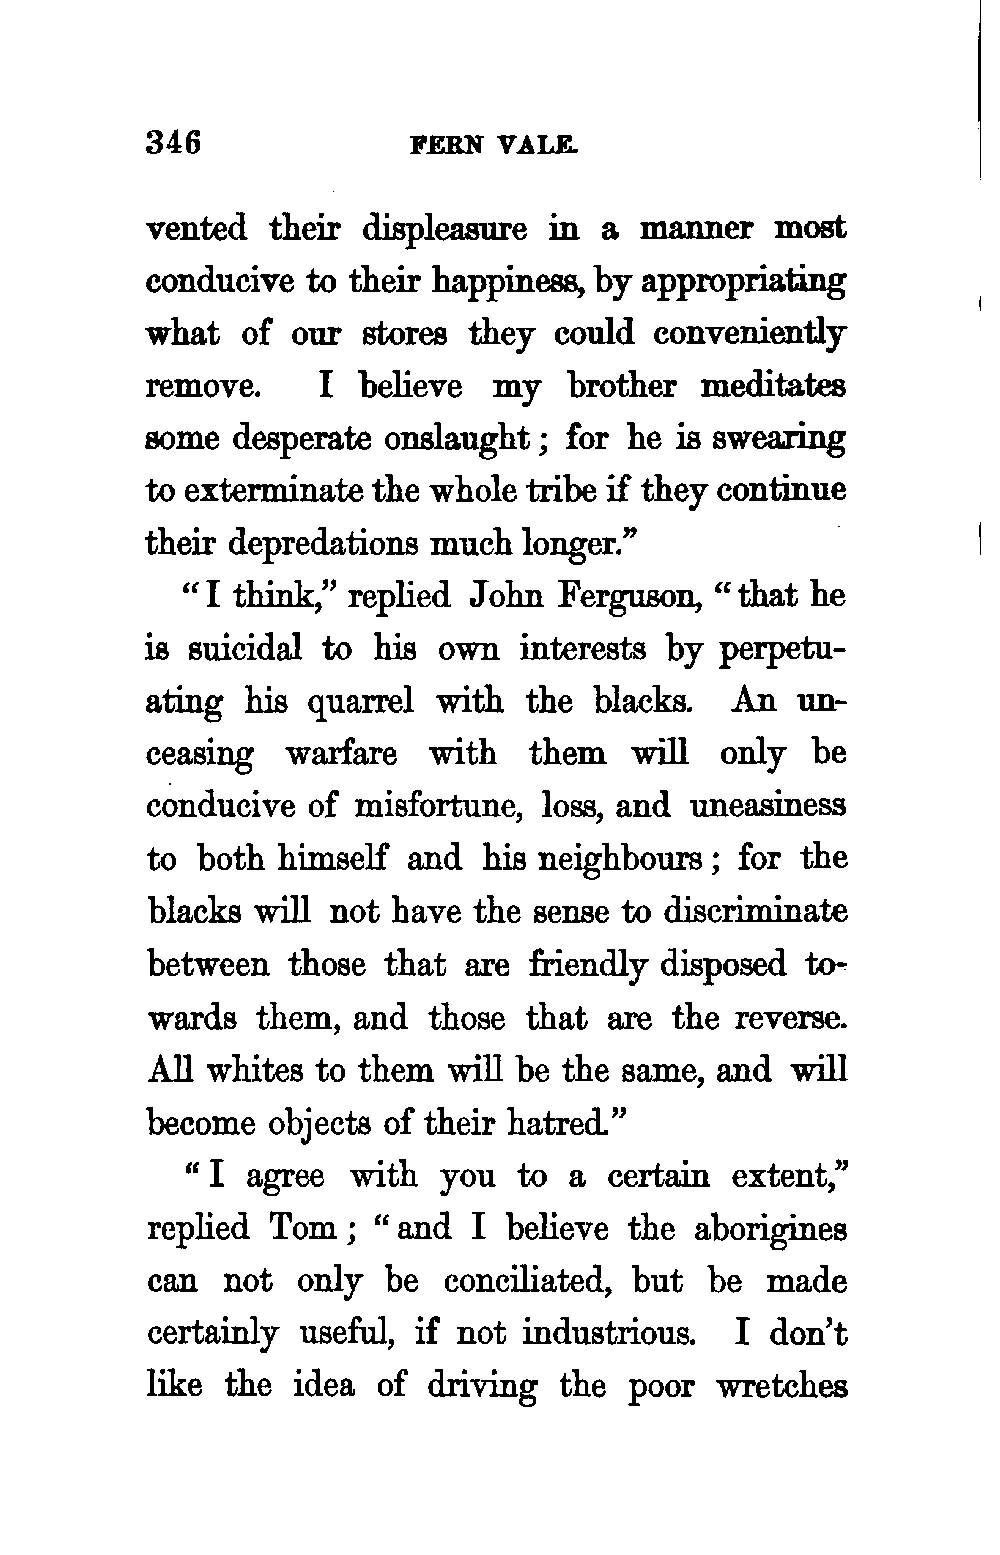 346 FERN VALE.
vented their displeasure in a manner most
conducive to their happiness, by appropriating
what of our stores they could conveniently
remove. I believe my brother meditates
some desperate onslaught; for he is swearing
to exterminate the whole tribe if they continue
their depredations much longer."
"I think," replied John Ferguson, "that he
is suicidal to his own interests by perpetu-
ating his quarrel with the blacks. An un-
ceasing warfare with them will only be
conducive of misfortune, loss, and uneasiness
to both himself and his neighbours; for the
blacks will not have the sense to discriminate
between those that are friendly disposed to-
wards them, and those that are the reverse.
All whites to them will be the same, and will
become objects of their hatred."
"I agree with you to a certain extent,"
replied Tom; "and I believe the aborigines
can not only be conciliated, but be made
certainly useful, if not industrious. I don't
like the idea of driving the poor wretches